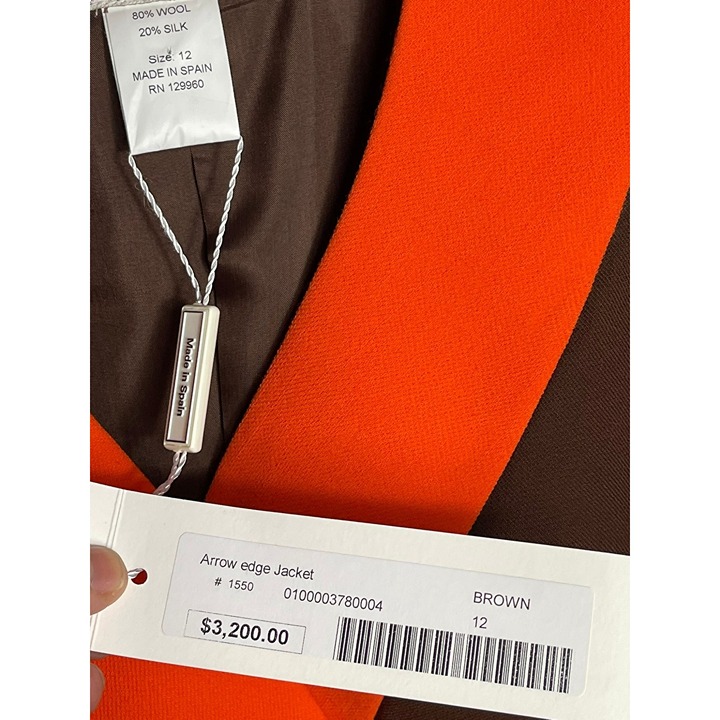 80% WOOL
20% SILK
Size: 12
MADE IN SPAIN
RN 129960
Made in Spain
Arrow edge Jacket
# 1550 0100003780004 BROWN
$3,200.00 12